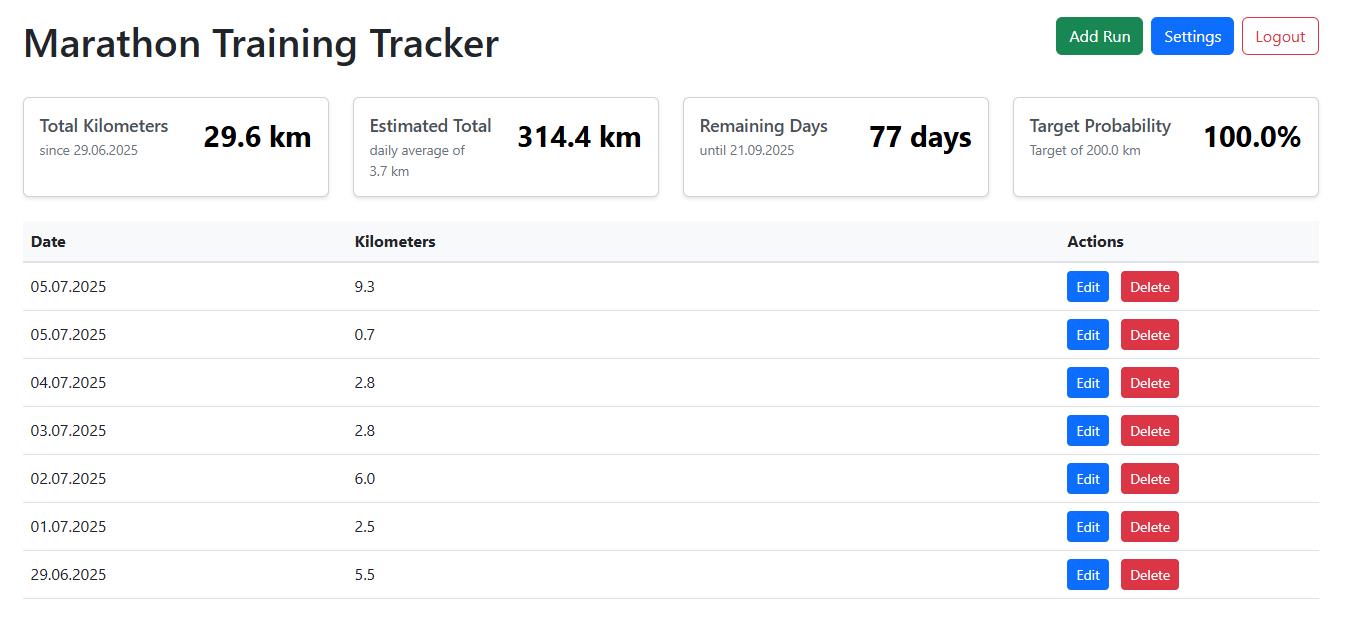 Marathon Training Tracker
Add Run Settings Logout
Total Kilometers 29.6 km
since 29.06.2025
Estimated Total 314.4 km
daily average of
3.7 km
Remaining Days 77 days
until 21.09.2025
Target Probability 100.0%
Target of 200.0 km
Date Kilometers Actions
05.07.2025 9.3 Edit Delete
05.07.2025 0.7 Edit Delete
04.07.2025 2.8 Edit Delete
03.07.2025 2.8 Edit Delete
02.07.2025 6.0 Edit Delete
01.07.2025 2.5 Edit Delete
29.06.2025 5.5 Edit Delete